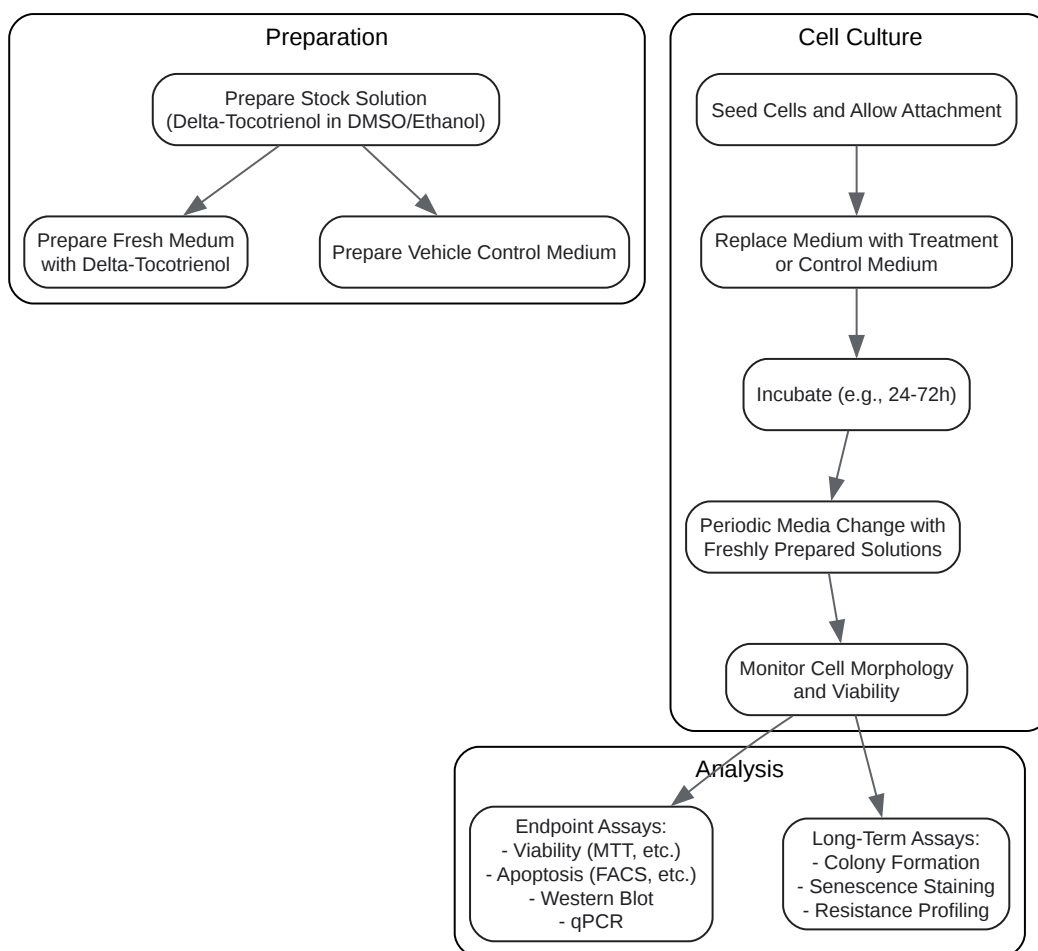 Preparation
Prepare Stock Solution
(Delta-Tocotrienol in DMSO/Ethanol)
Prepare Fresh Medum
with Delta-Tocotrienol
Prepare Vehicle Control Medium
Cell Culture
Seed Cells and Allow Attachment
Replace Medium with Treatment
or Control Medium
Incubate (e.g., 24-72h)
Periodic Media Change with
Freshly Prepared Solutions
Monitor Cell Morphology
and Viability
Analysis
Endpoint Assays:
- Viability (MTT, etc.)
- Apoptosis (FACS, etc.)
- Western Blot
- qPCR
Long-Term Assays:
- Colony Formation
- Senescence Staining
- Resistance Profiling